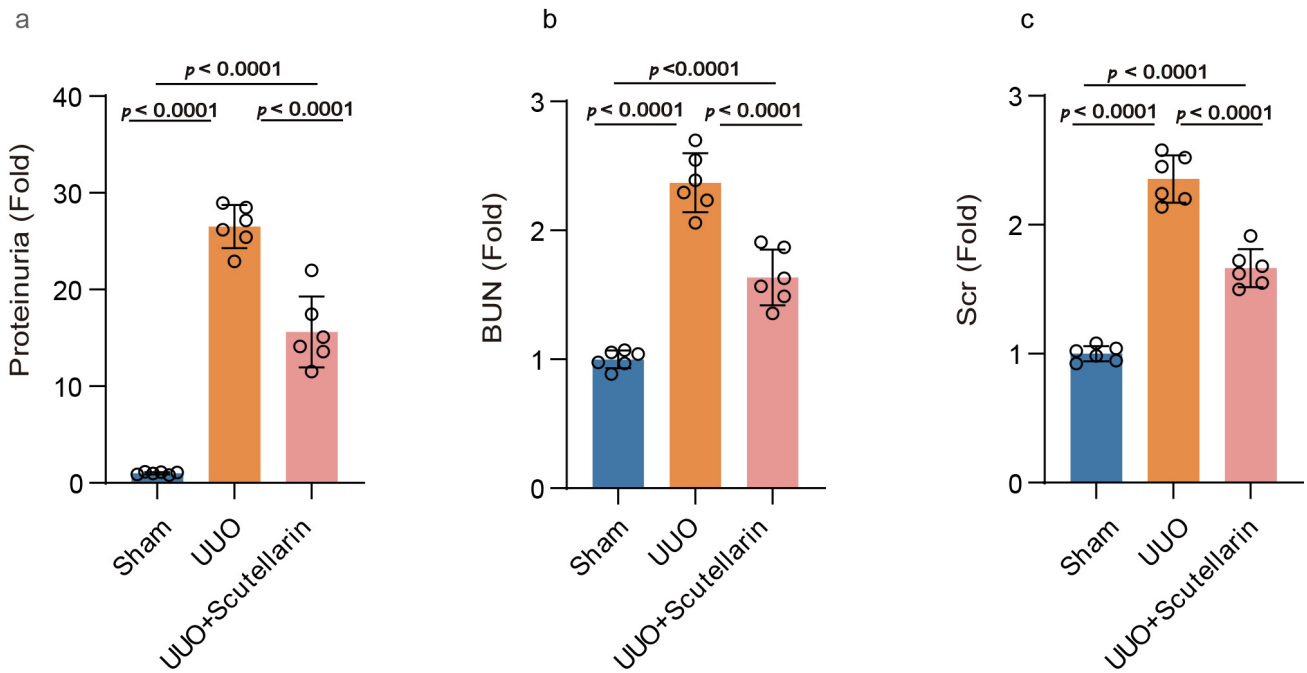 a
p < 0.0001
p < 0.0001
p < 0.0001
Proteinuria (Fold)
40
30
20
10
0
Sham
UUO
UUO+Scutellarin
b
p <0.0001
p < 0.0001
p < 0.0001
BUN (Fold)
3
2
1
0
Sham
UUO
UUO+Scutellarin
c
p < 0.0001
p < 0.0001
p < 0.0001
Scr (Fold)
3
2
1
0
Sham
UUO
UUO+Scutellarin